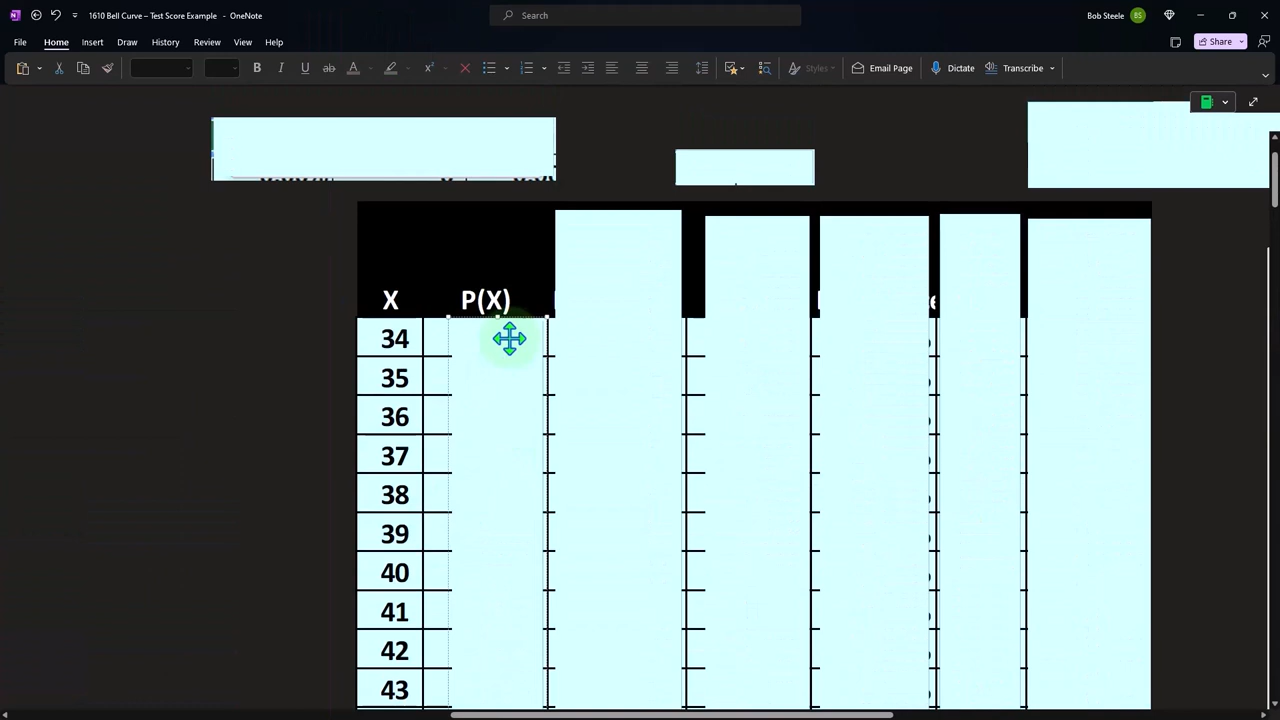 1610 Bell Curve – Test Score Example - OneNote
Search
Bob Steele
BS
File
Home
Insert
Draw
History
Review
View
Help
Share
Styles
Email Page
Dictate
Transcribe
X
P(X)
34
35
36
37
38
39
40
41
42
43